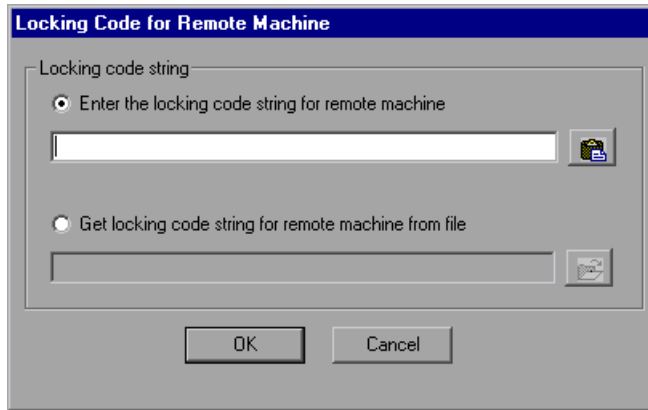 Locking Code for Remote Machine
Locking code string
Enter the locking code string for remote machine
Get locking code string for remote machine from file
OK
Cancel